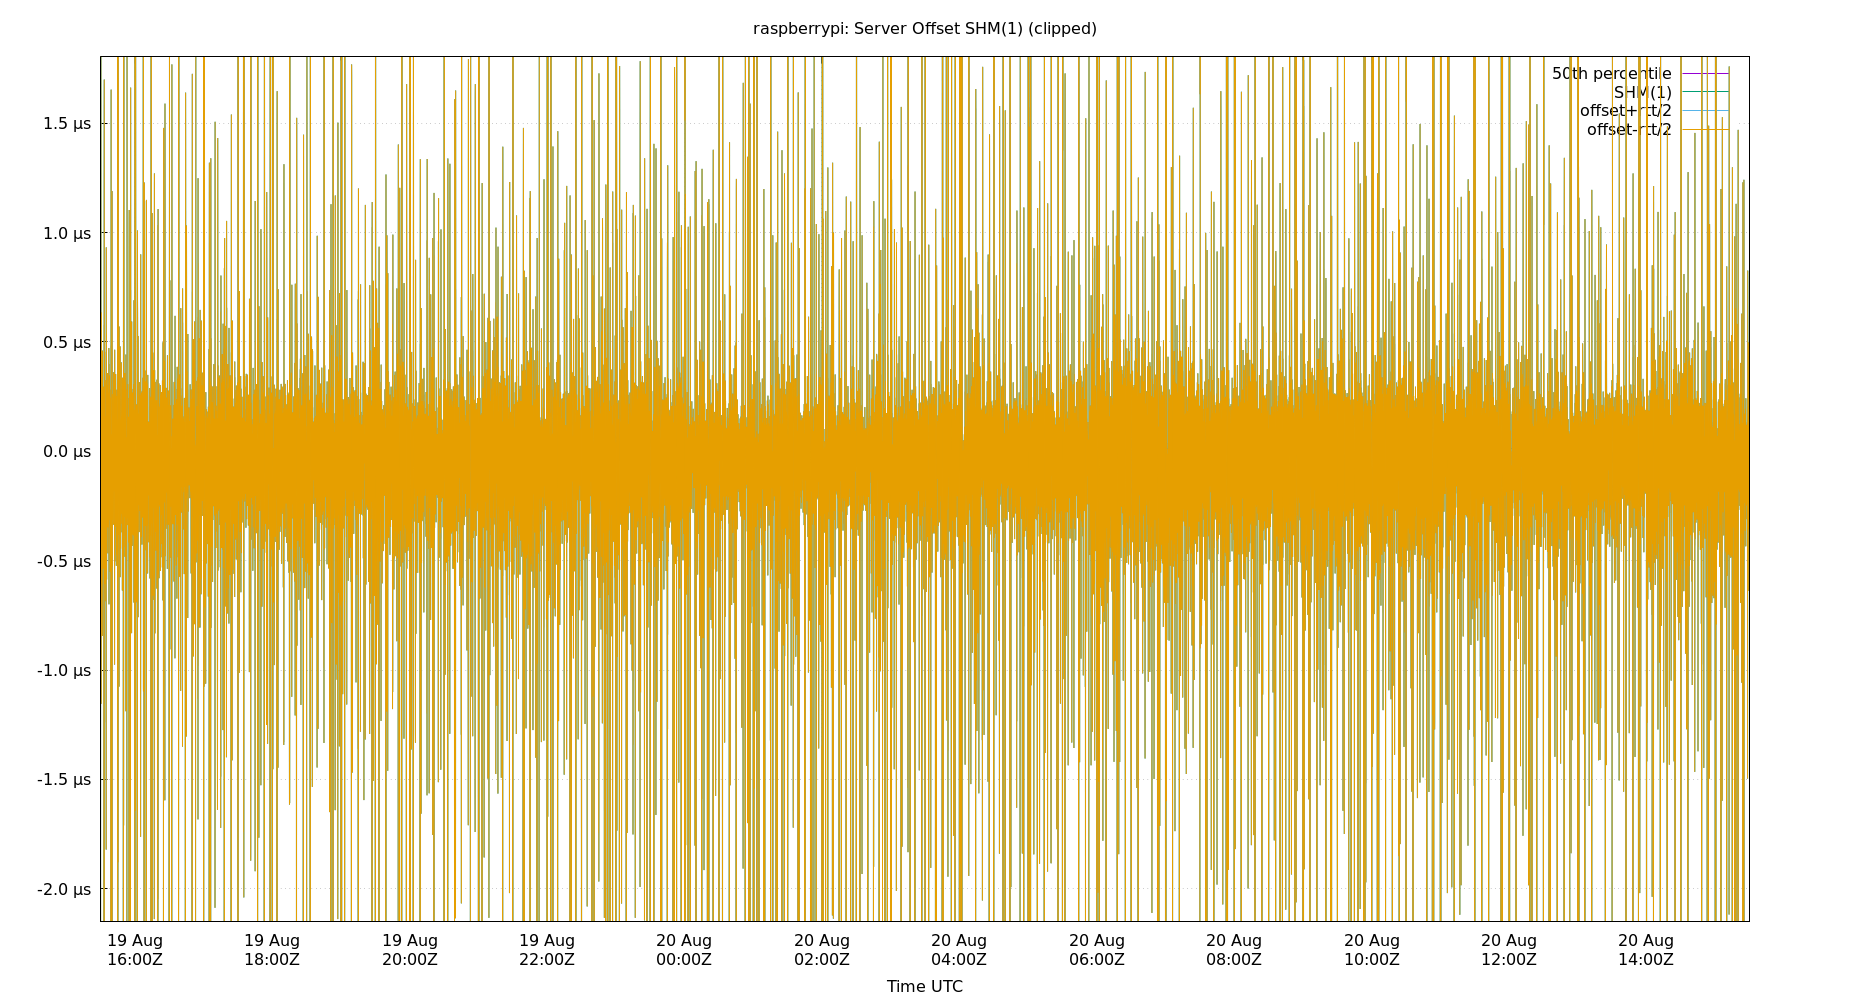 raspberrypi: Server Offset SHM(1) (clipped)
50th percentile
SHM(1)
offset+rtt/2
offset-rtt/2
1.5 µs
1.0 µs
0.5 µs
0.0 µs
-0.5 µs
-1.0 µs
-1.5 µs
-2.0 µs
19 Aug 19 Aug 19 Aug 19 Aug 20 Aug 20 Aug 20 Aug 20 Aug 20 Aug 20 Aug 20 Aug 20 Aug
16:00Z 18:00Z 20:00Z 22:00Z 00:00Z 02:00Z 04:00Z 06:00Z 08:00Z 10:00Z 12:00Z 14:00Z
Time UTC